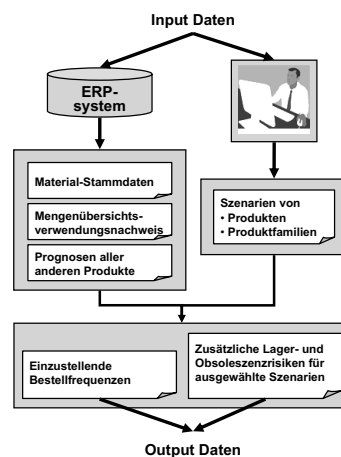 Input Daten
ERP-
system
Material-Stammdaten
Mengenübersichts-
verwendungsnachweis
Prognosen aller
anderen Produkte
Szenarien von
• Produkten
• Produktfamilien
Einzustellende
Bestellfrequenzen
Zusätzliche Lager- und
Obsoleszenzrisiken für
ausgewählte Szenarien
Output Daten